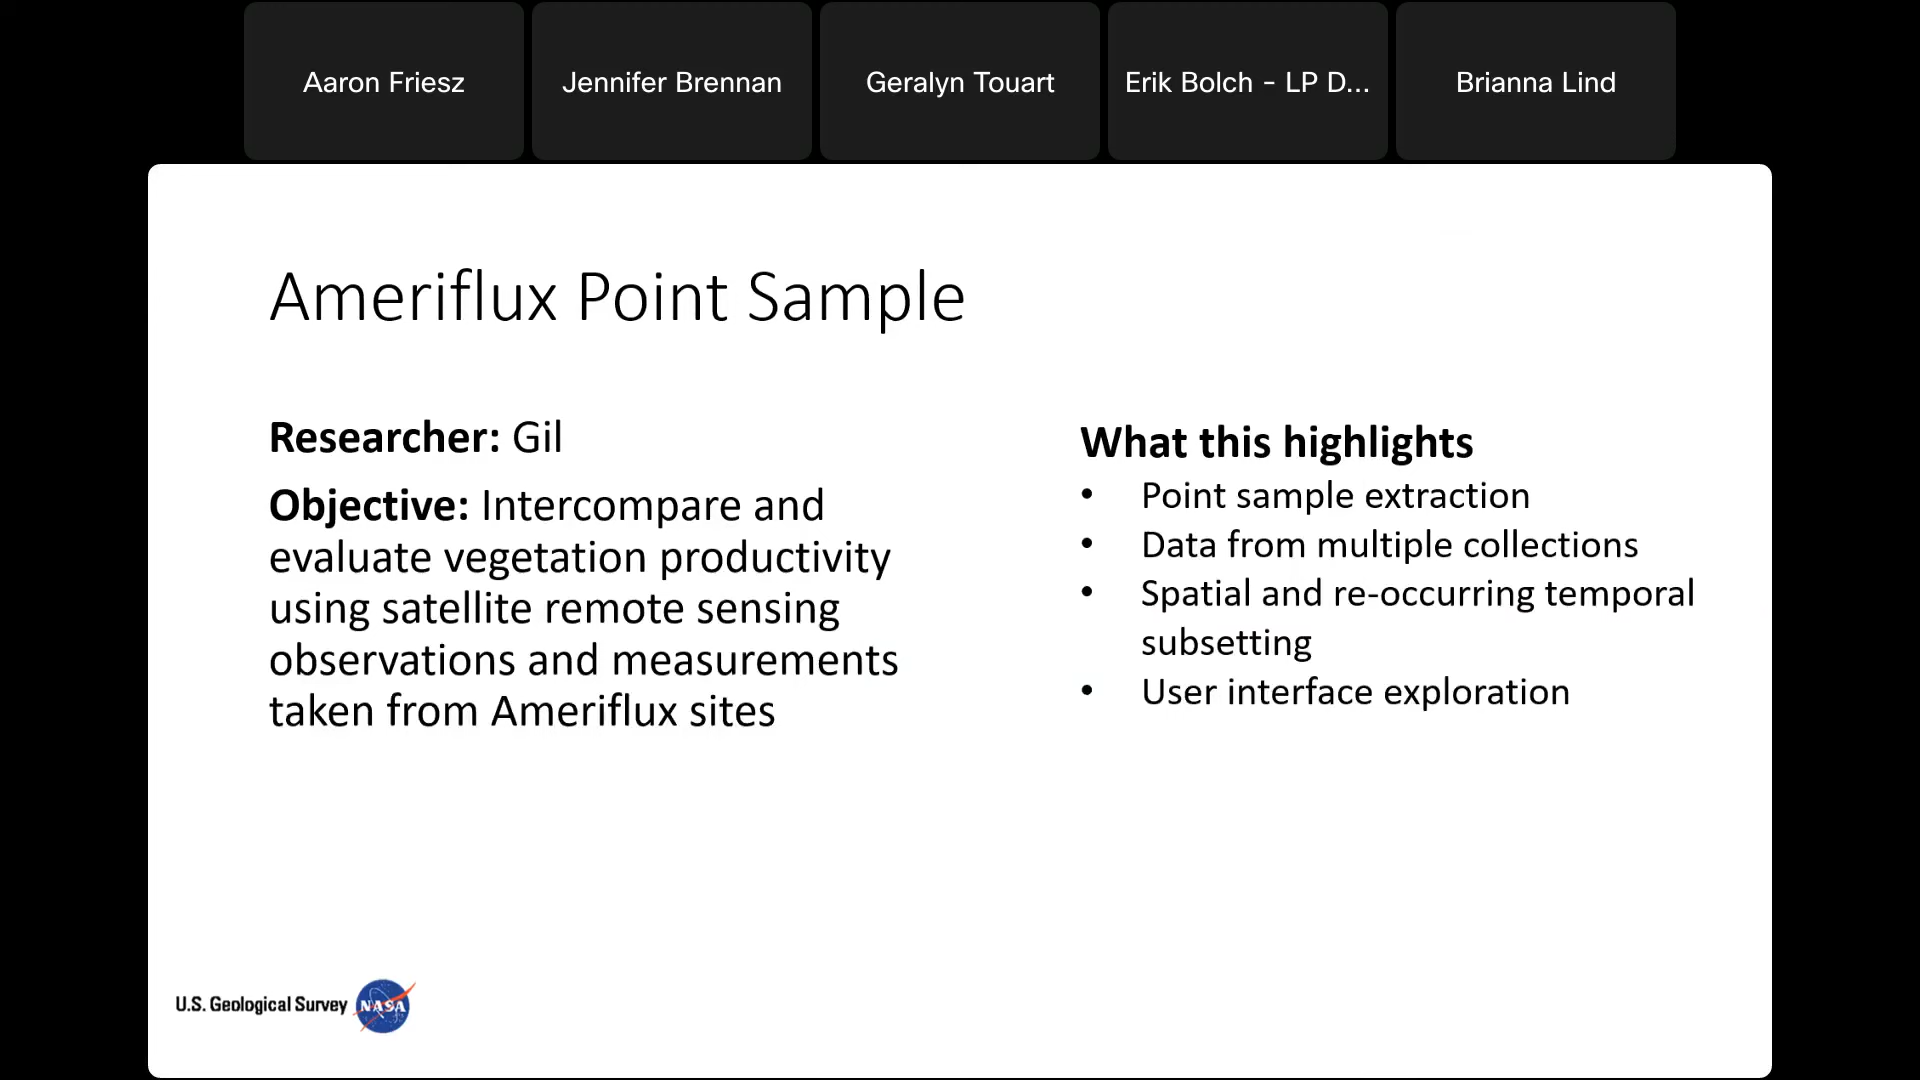 Aaron Friesz
Jennifer Brennan
Geralyn Touart
Erik Bolch - LP D...
Brianna Lind
Ameriflux Point Sample
Researcher: Gil
Objective: Intercompare and
evaluate vegetation productivity
using satellite remote sensing
observations and measurements
taken from Ameriflux sites
What this highlights
• Point sample extraction
• Data from multiple collections
• Spatial and re-occurring temporal
subsetting
• User interface exploration
U.S. Geological Survey
NASA